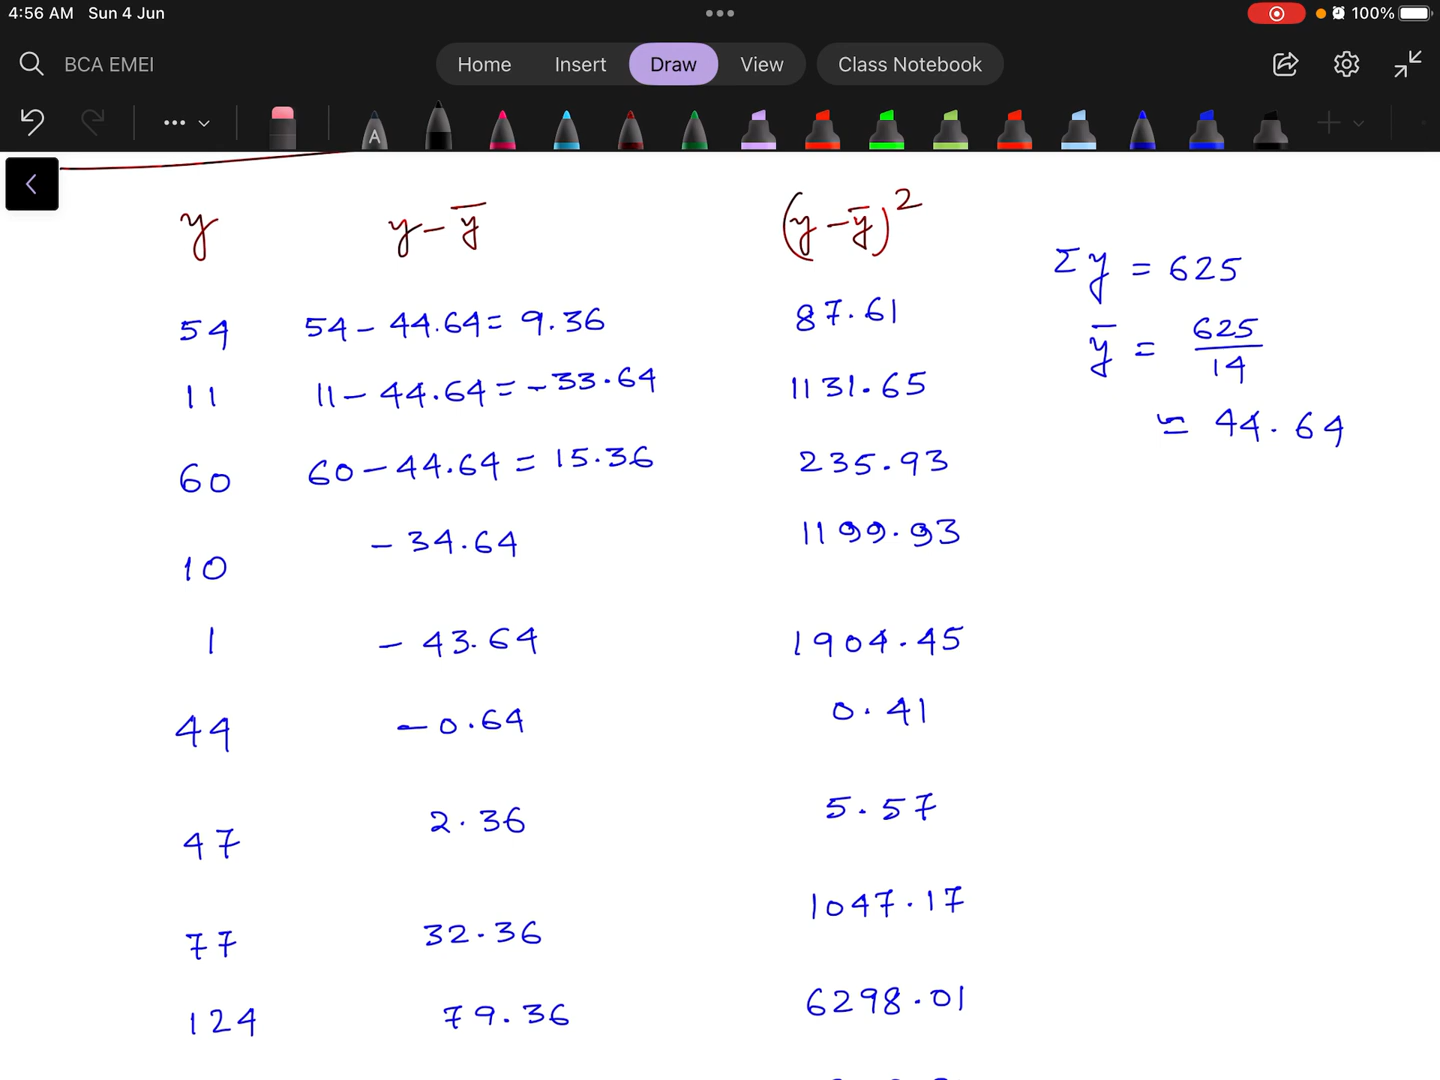 4:56 AM Sun 4 Jun 100%
BCA EMEI Home Insert Draw View Class Notebook
A
y y - ȳ (y - ȳ)²
Σy = 625
54 54 - 44.64 = 9.36 87.61
ȳ = 625/14
11 11 - 44.64 = -33.64 1131.65
≃ 44.64
60 60 - 44.64 = 15.36 235.93
10 - 34.64 1199.93
1 - 43.64 1904.45
44 - 0.64 0.41
47 2.36 5.57
77 32.36 1047.17
124 79.36 6298.01